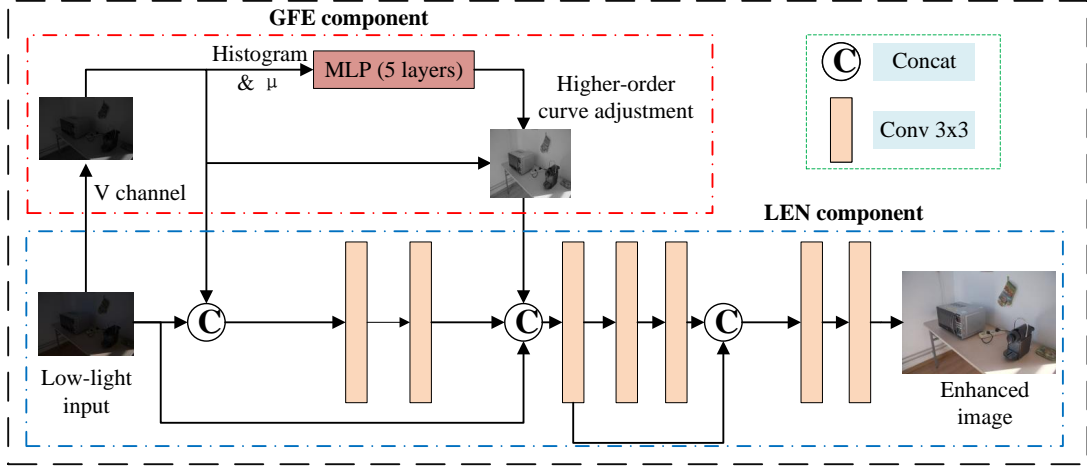 GFE component
Histogram
& μ
MLP (5 layers)
Higher-order
curve adjustment
V channel
C
Concat
Conv 3x3
LEN component
C
C
C
Low-light
input
Enhanced
image